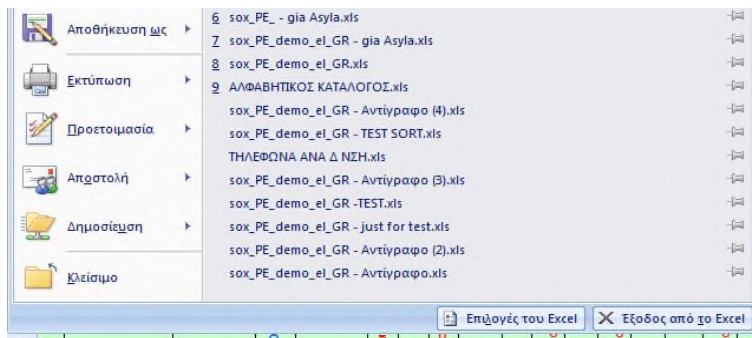 Αποθήκευση ως
Εκτύπωση
Προετοιμασία
Αποστολή
Δημοσίευση
Κλείσιμο
6 sox_PE_ - gia Asyla.xls
7 sox_PE_demo_el_GR - gia Asyla.xls
8 sox_PE_demo_el_GR.xls
9 ΑΛΦΑΒΗΤΙΚΟΣ ΚΑΤΑΛΟΓΟΣ.xls
sox_PE_demo_el_GR - Αντίγραφο (4).xls
sox_PE_demo_el_GR - TEST SORT.xls
ΤΗΛΕΦΩΝΑ ΑΝΑ Δ ΝΣΗ.xls
sox_PE_demo_el_GR - Αντίγραφο (3).xls
sox_PE_demo_el_GR -TEST.xls
sox_PE_demo_el_GR - just for test.xls
sox_PE_demo_el_GR - Αντίγραφο (2).xls
sox_PE_demo_el_GR - Αντίγραφο.xls
Επιλογές του Excel
Έξοδος από το Excel